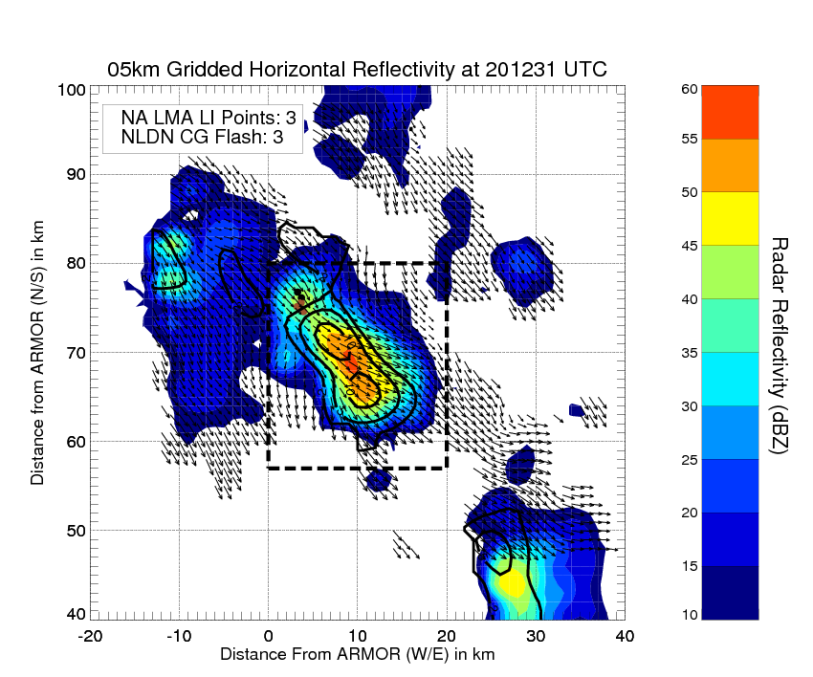 05km Gridded Horizontal Reflectivity at 201231 UTC
NA LMA LI Points: 3
NLDN CG Flash: 3
100
90
80
70
60
50
40
-20 -10 0 10 20 30 40
Distance From ARMOR (W/E) in km
Distance from ARMOR (N/S) in km
60
55
50
45
40
35
30
25
20
15
10
Radar Reflectivity (dBZ)